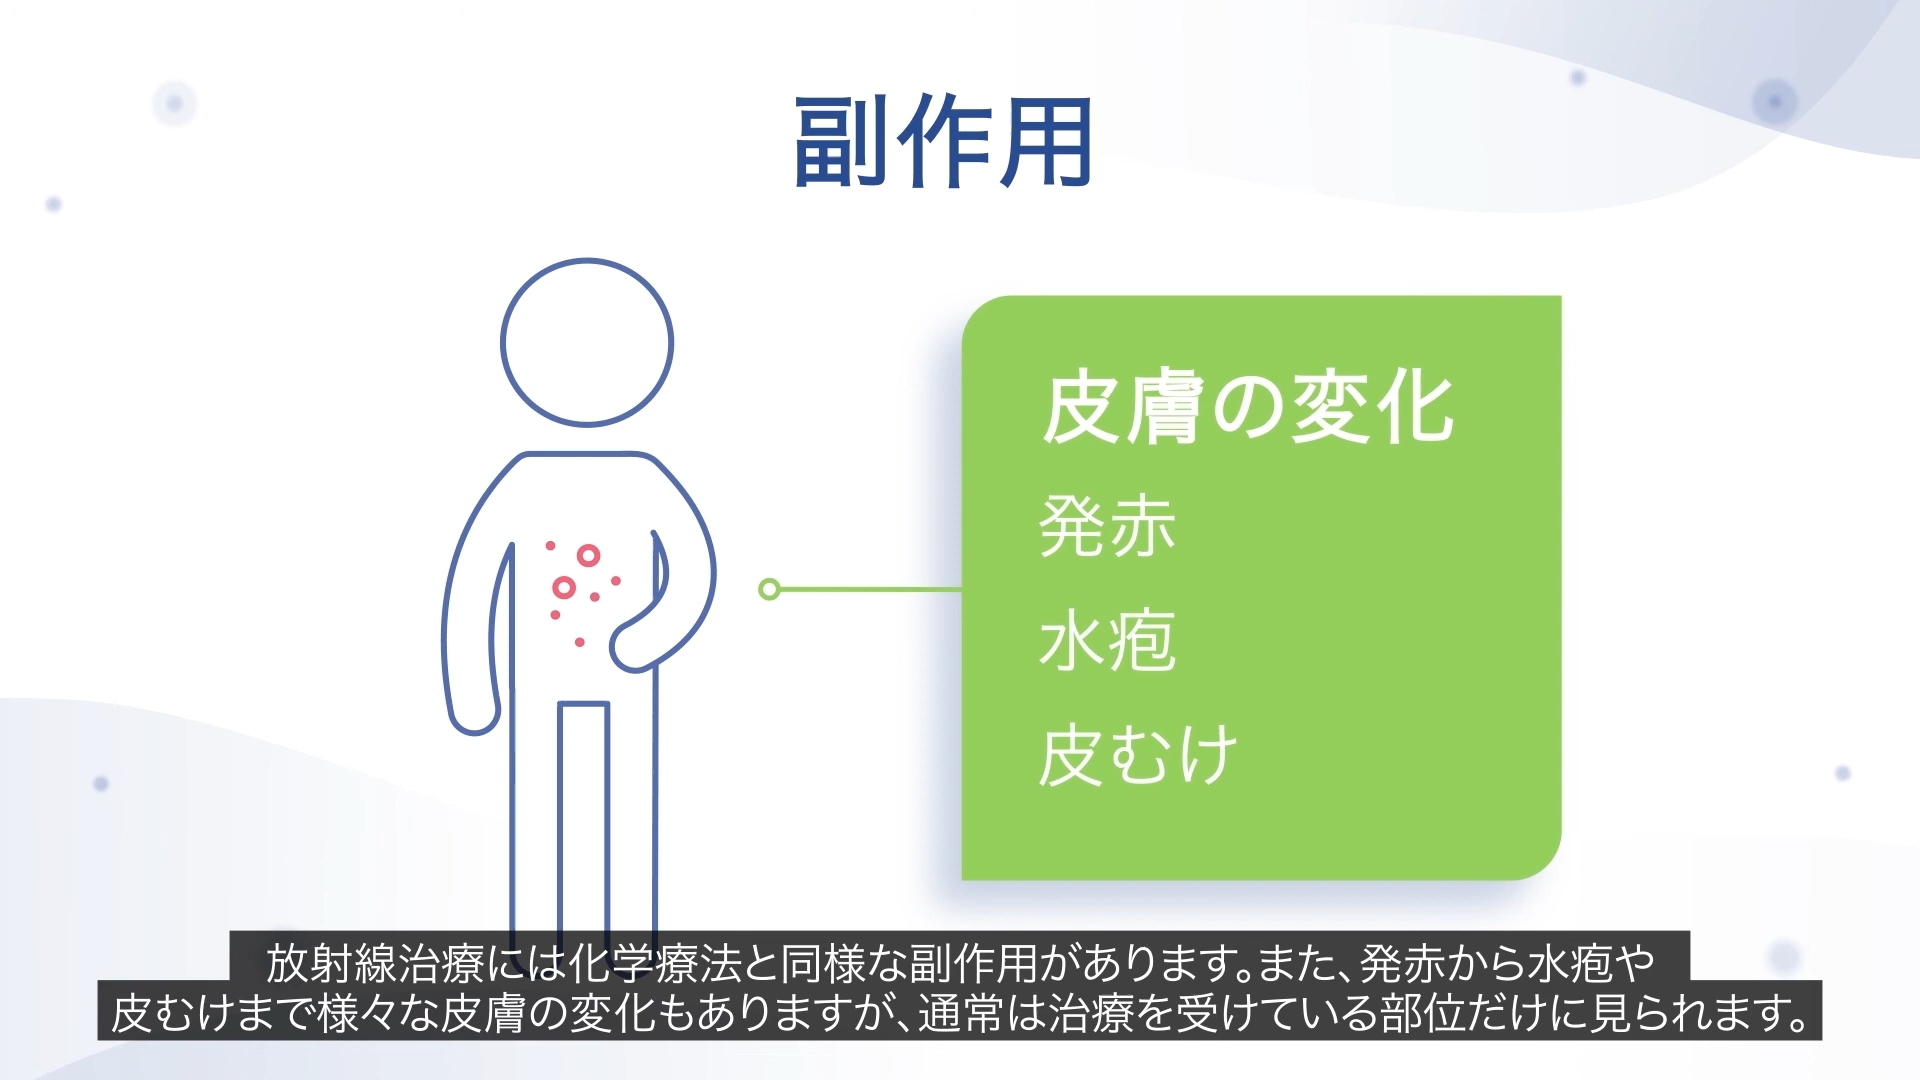 副作用
皮膚の変化
発赤
水疱
皮むけ
放射線治療には化学療法と同様な副作用があります。また、発赤から水疱や
皮むけまで様々な皮膚の変化もありますが、通常は治療を受けている部位だけに見られます。